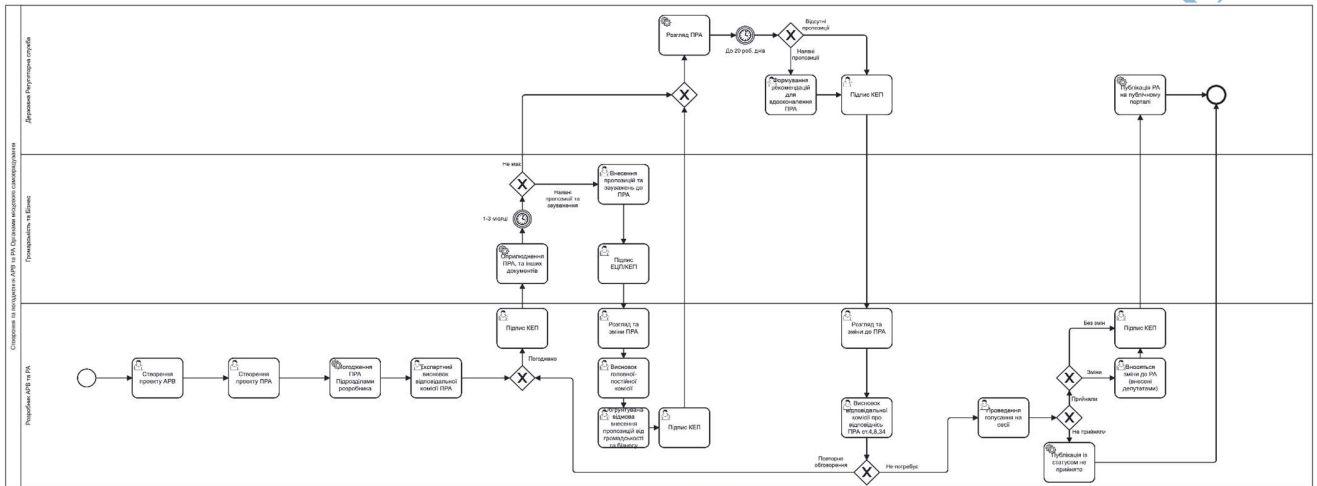 Створення та погодження АРВ та РА Органами місцевого самоврядування
Державна Регуляторна служба
Розгляд ПРА
До 20 роб. днів
Відсутні
пропозиції
Наявні
пропозиції
Формування
рекомендацій
для
вдосконалення
ПРА
Підпис КЕП
Публікація РА
на публічному
порталі
Громадськість та Бізнес
Не має
Наявні
пропозиції та
зауваження
1-3 місяці
Оприлюднення
ПРА, та інших
документів
Внесення
пропозицій та
зауважень до
ПРА
Підпис
ЕЦП/КЕП
Розробник АРВ та РА
Створення
проекту АРВ
Створення
проекту ПРА
Погодження
ПРА
Підрозділами
розробника
Експертний
висновок
відповідальної
комісії ПРА
Погоджено
Підпис КЕП
Розгляд та
зміни ПРА
Висновок
головної-
постійної
комісії
Обгрунтувана
відмова
внесення
пропозицій від
громадськості
та бізнесу
Підпис КЕП
Розгляд та
зміни до ПРА
Висновок
відповідальної
комісії про
відповідність
ПРА ст.4,8,34
Повторне
обговорення
Не потребує
Проведення
голусання на
сесії
Прийняли
Не прийняли
Публікація із
статусом не
прийнято
Без змін
Зміни
Вносяться
зміни до РА
(внесені
депутатами)
Підпис КЕП